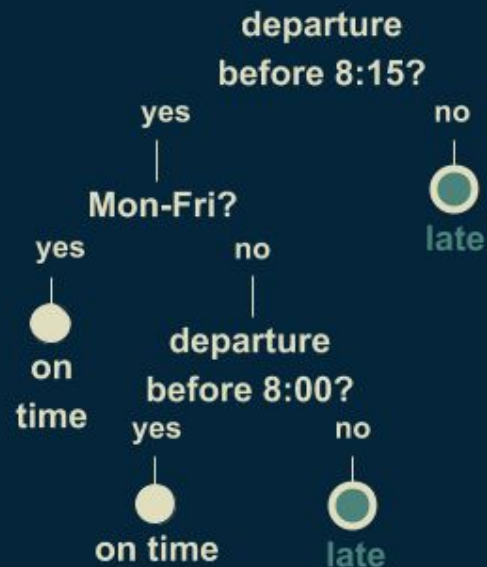 departure
before 8:15?
yes
no
Mon-Fri?
late
yes
no
on
time
departure
before 8:00?
yes
no
on time
late